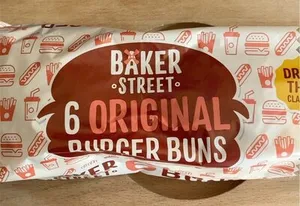 BAKER
STREET
6 ORIGINAL
BURGER BUNS